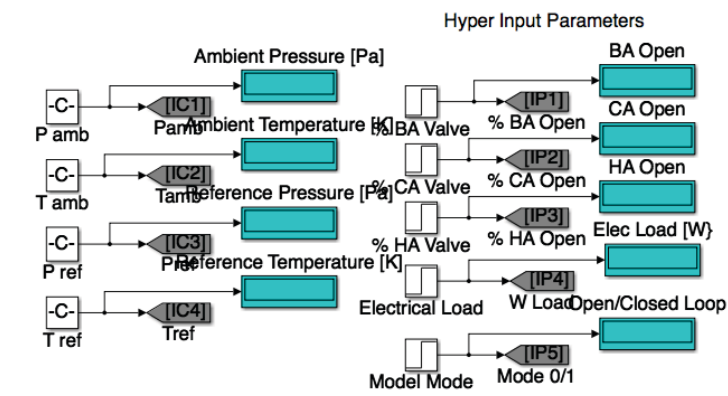 Hyper Input Parameters
Ambient Pressure [Pa]
-C-
[IC1]
P amb
Pamb
Ambient Temperature [K]
-C-
[IC2]
T amb
Tamb
Reference Pressure [Pa]
-C-
[IC3]
P ref
Pref
Reference Temperature [K]
-C-
[IC4]
T ref
Tref
BA Open
[IP1]
% BA Valve
% BA Open
CA Open
[IP2]
% CA Valve
% CA Open
HA Open
[IP3]
% HA Valve
% HA Open
Elec Load [W}
[IP4]
Electrical Load
W Load
Open/Closed Loop
[IP5]
Model Mode
Mode 0/1